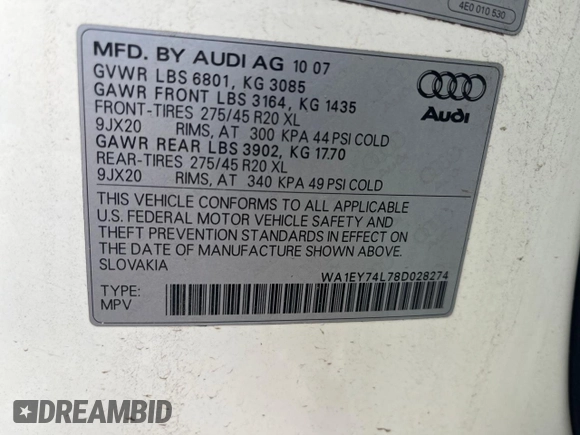 4E0 010 530
MFD. BY AUDI AG 10 07
GVWR LBS 6801, KG 3085
GAWR FRONT LBS 3164, KG 1435
FRONT-TIRES 275/45 R20 XL
9JX20 RIMS, AT 300 KPA 44 PSI COLD
GAWR REAR LBS 3902, KG 17.70
REAR-TIRES 275/45 R20 XL
9JX20 RIMS, AT 340 KPA 49 PSI COLD
Audi
THIS VEHICLE CONFORMS TO ALL APPLICABLE
U.S. FEDERAL MOTOR VEHICLE SAFETY AND
THEFT PREVENTION STANDARDS IN EFFECT ON
THE DATE OF MANUFACTURE SHOWN ABOVE.
SLOVAKIA
WA1EY74L78D028274
TYPE:
MPV
DREAMBID